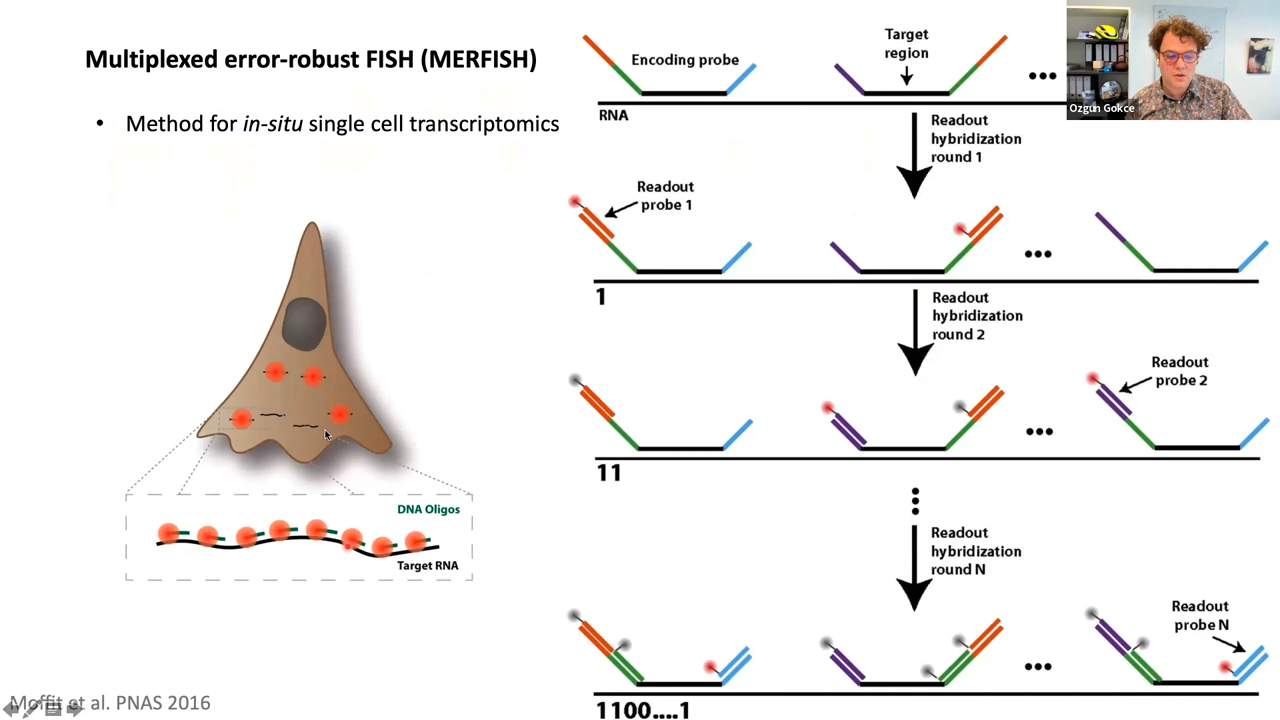 Multiplexed error-robust FISH (MERFISH)
• Method for in-situ single cell transcriptomics
DNA Oligos
Target RNA
Moffit et al. PNAS 2016
Encoding probe
Target
region
RNA
Readout
hybridization
round 1
Readout
probe 1
1
Readout
hybridization
round 2
Readout
probe 2
11
Readout
hybridization
round N
Readout
probe N
1100....1
Ozgun Gokce